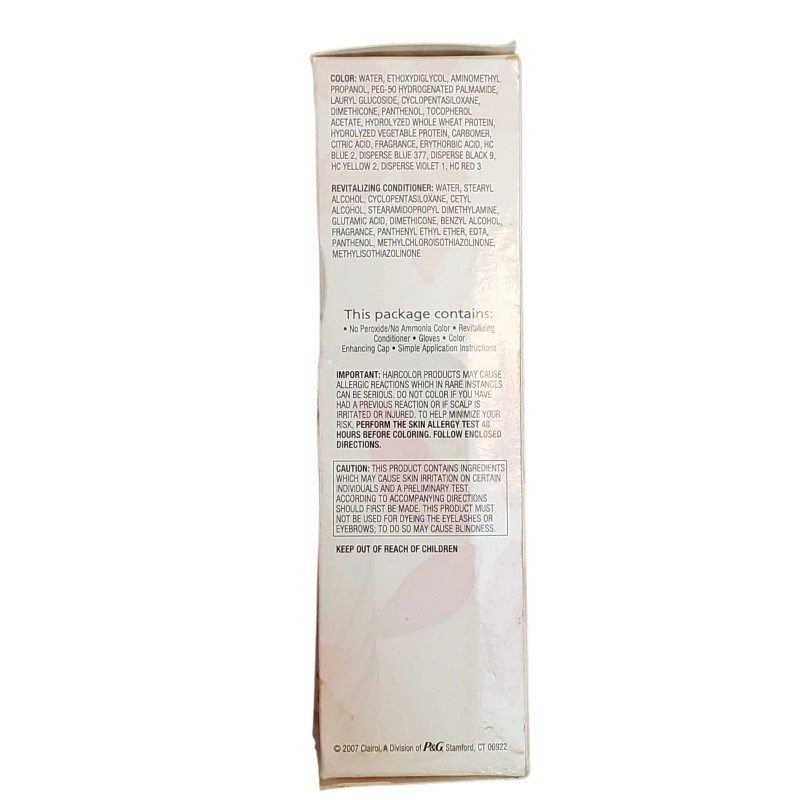 COLOR: WATER, ETHOXYDIGLYCOL, AMINOMETHYL
PROPANOL, PEG-50 HYDROGENATED PALMAMIDE,
LAURYL GLUCOSIDE, CYCLOPENTASILOXANE,
DIMETHICONE, PANTHENOL, TOCOPHEROL
ACETATE, HYDROLYZED WHOLE WHEAT PROTEIN,
HYDROLYZED VEGETABLE PROTEIN, CARBOMER,
CITRIC ACID, FRAGRANCE, ERYTHORBIC ACID, HC
BLUE 2, DISPERSE BLUE 377, DISPERSE BLACK 9,
HC YELLOW 2, DISPERSE VIOLET 1, HC RED 3
REVITALIZING CONDITIONER: WATER, STEARYL
ALCOHOL, CYCLOPENTASILOXANE, CETYL
ALCOHOL, STEARAMIDOPROPYL DIMETHYLAMINE,
GLUTAMIC ACID, DIMETHICONE, BENZYL ALCOHOL,
FRAGRANCE, PANTHENYL ETHYL ETHER, EDTA,
PANTHENOL, METHYLCHLOROISOTHIAZOLINONE,
METHYLISOTHIAZOLINONE
This package contains:
• No Peroxide/No Ammonia Color • Revitalizing
Conditioner • Gloves • Color
Enhancing Cap • Simple Application Instructions
IMPORTANT: HAIRCOLOR PRODUCTS MAY CAUSE
ALLERGIC REACTIONS WHICH IN RARE INSTANCES
CAN BE SERIOUS. DO NOT COLOR IF YOU HAVE
HAD A PREVIOUS REACTION OR IF SCALP IS
IRRITATED OR INJURED. TO HELP MINIMIZE YOUR
RISK, PERFORM THE SKIN ALLERGY TEST 48
HOURS BEFORE COLORING. FOLLOW ENCLOSED
DIRECTIONS.
CAUTION: THIS PRODUCT CONTAINS INGREDIENTS
WHICH MAY CAUSE SKIN IRRITATION ON CERTAIN
INDIVIDUALS AND A PRELIMINARY TEST
ACCORDING TO ACCOMPANYING DIRECTIONS
SHOULD FIRST BE MADE. THIS PRODUCT MUST
NOT BE USED FOR DYEING THE EYELASHES OR
EYEBROWS; TO DO SO MAY CAUSE BLINDNESS.
KEEP OUT OF REACH OF CHILDREN
© 2007 Clairol, A Division of P&G, Stamford, CT 06922